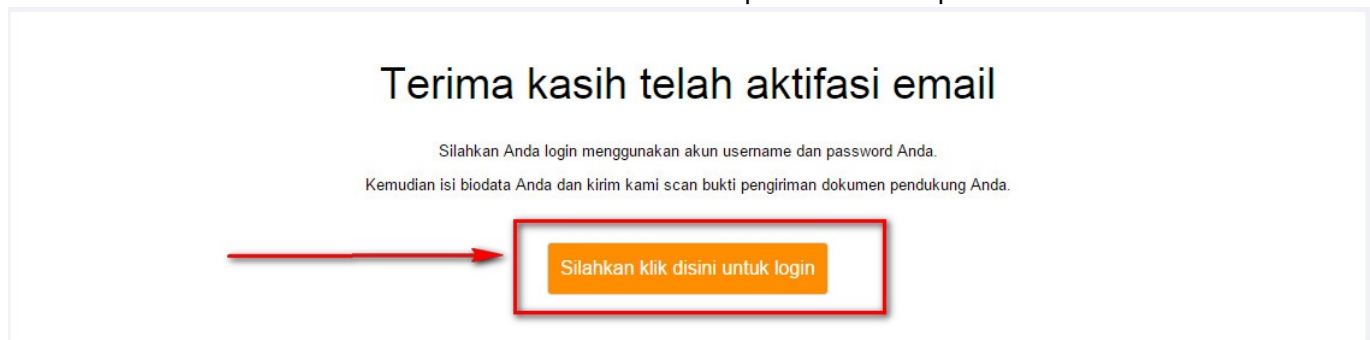 Terima kasih telah aktifasi email
Silahkan Anda login menggunakan akun username dan password Anda.
Kemudian isi biodata Anda dan kirim kami scan bukti pengiriman dokumen pendukung Anda.
Silahkan klik disini untuk login